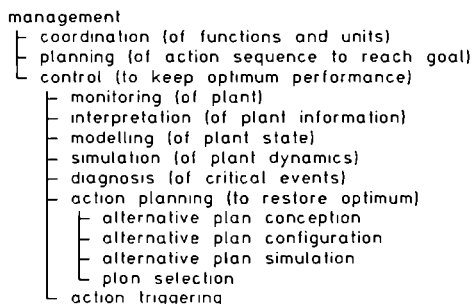 management
coordination (of functions and units)
planning (of action sequence to reach goal)
control (to keep optimum performance)
monitoring (of plant)
interpretation (of plant information)
modelling (of plant state)
simulation (of plant dynamics)
diagnosis (of critical events)
action planning (to restore optimum)
alternative plan conception
alternative plan configuration
alternative plan simulation
plan selection
action triggering